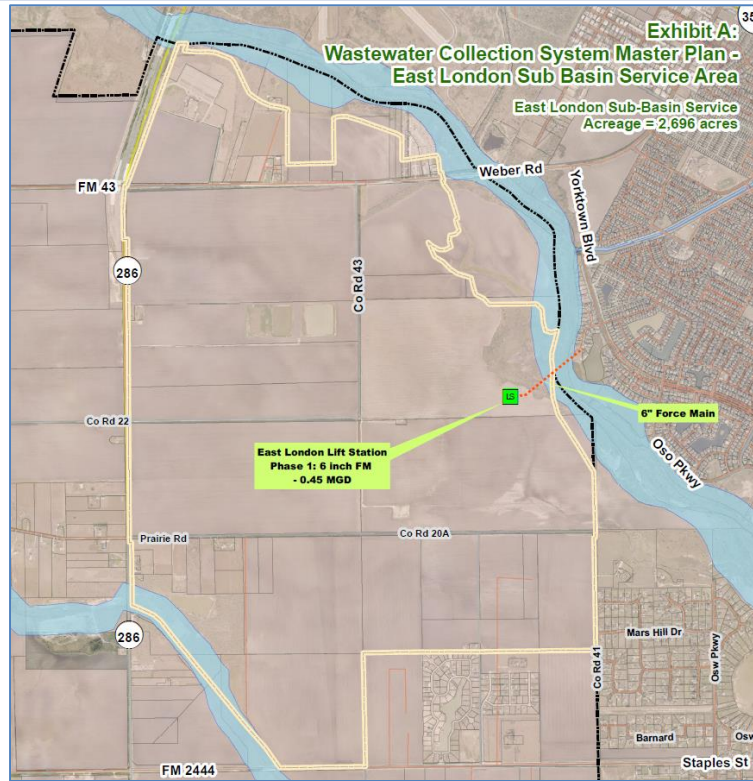 35
Exhibit A:
Wastewater Collection System Master Plan -
East London Sub Basin Service Area
East London Sub-Basin Service
Acreage = 2,696 acres
Weber Rd
FM 43
Yorktown Blvd
286
Co Rd 43
LS
6" Force Main
Co Rd 22
East London Lift Station
Phase 1: 6 inch FM
- 0.45 MGD
Oso Pkwy
Prairie Rd
Co Rd 20A
286
Mars Hill Dr
Co Rd 41
Osw Pkwy
Barnard
Osw
FM 2444
Staples St